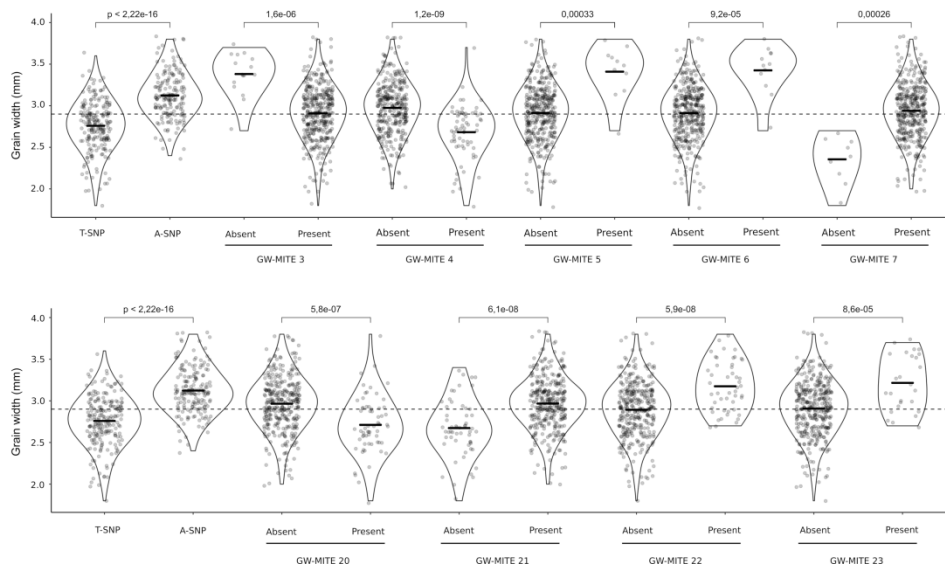 p < 2,22e-16 1,6e-06 1,2e-09 0,00033 9,2e-05 0,00026
Grain width (mm)
4.0
3.5
3.0
2.5
2.0
T-SNP A-SNP Absent Present Absent Present Absent Present Absent Present Absent Present
GW-MITE 3 GW-MITE 4 GW-MITE 5 GW-MITE 6 GW-MITE 7
p < 2,22e-16 5,8e-07 6,1e-08 5,9e-08 8,6e-05
Grain width (mm)
4.0
3.5
3.0
2.5
2.0
T-SNP A-SNP Absent Present Absent Present Absent Present Absent Present
GW-MITE 20 GW-MITE 21 GW-MITE 22 GW-MITE 23